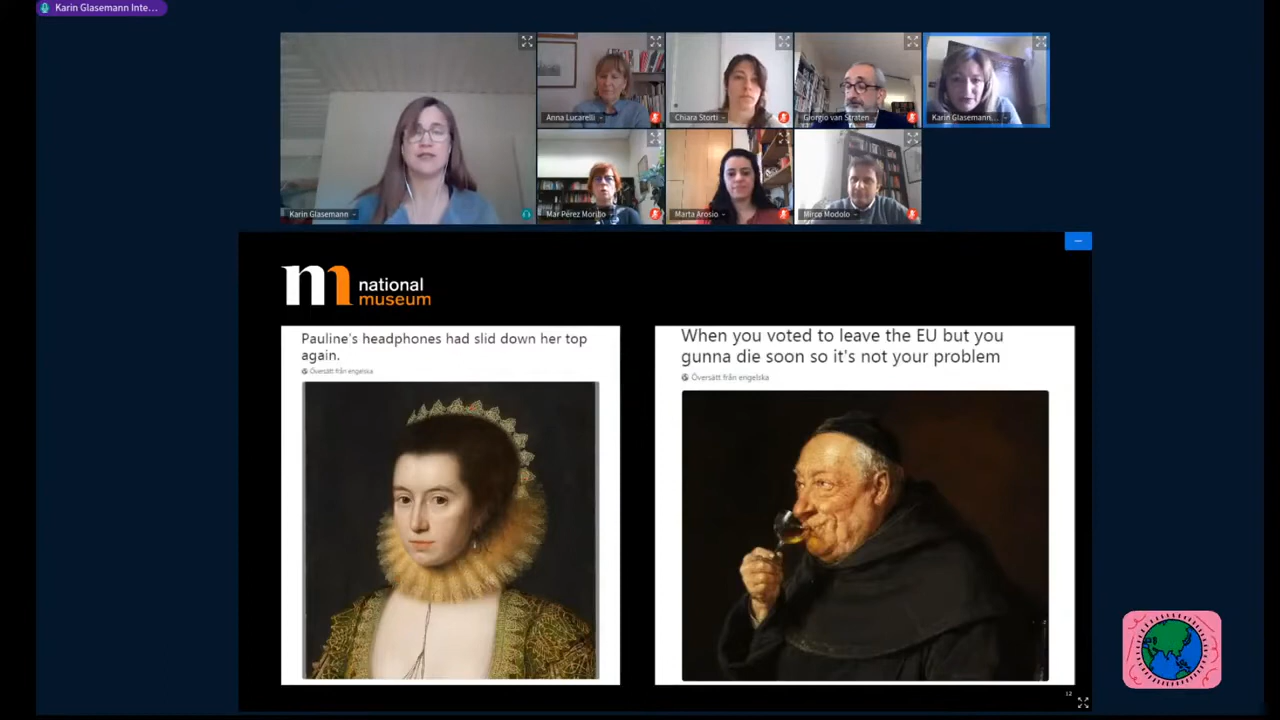 Karin Glasemann Inte...
Karin Glasemann
Anna Lucarelli
Chiara Storti
Giorgio van Straten
Karin Glasemann...
Mar Pérez Morillo
Marta Arosio
Mirco Modolo
m national
museum
Pauline's headphones had slid down her top
again.
Översätt från engelska
When you voted to leave the EU but you
gunna die soon so it's not your problem
Översätt från engelska
12